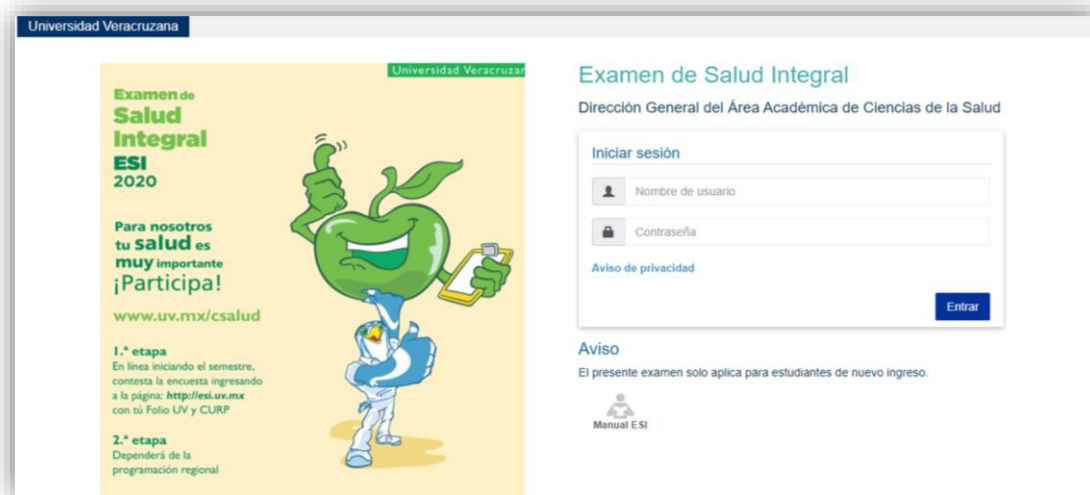 Universidad Veracruzana
Universidad Veracruzan
Examen de
Salud
Integral
ESI
2020
Para nosotros
tu salud es
muy importante
¡Participa!
www.uv.mx/csalud
1.ª etapa
En línea iniciando el semestre,
contesta la encuesta ingresando
a la página: http://esi.uv.mx
con tú Folio UV y CURP
2.ª etapa
Dependerá de la
programación regional
Examen de Salud Integral
Dirección General del Área Académica de Ciencias de la Salud
Iniciar sesión
Nombre de usuario
Contraseña
Aviso de privacidad
Entrar
Aviso
El presente examen solo aplica para estudiantes de nuevo ingreso.
Manual ESI